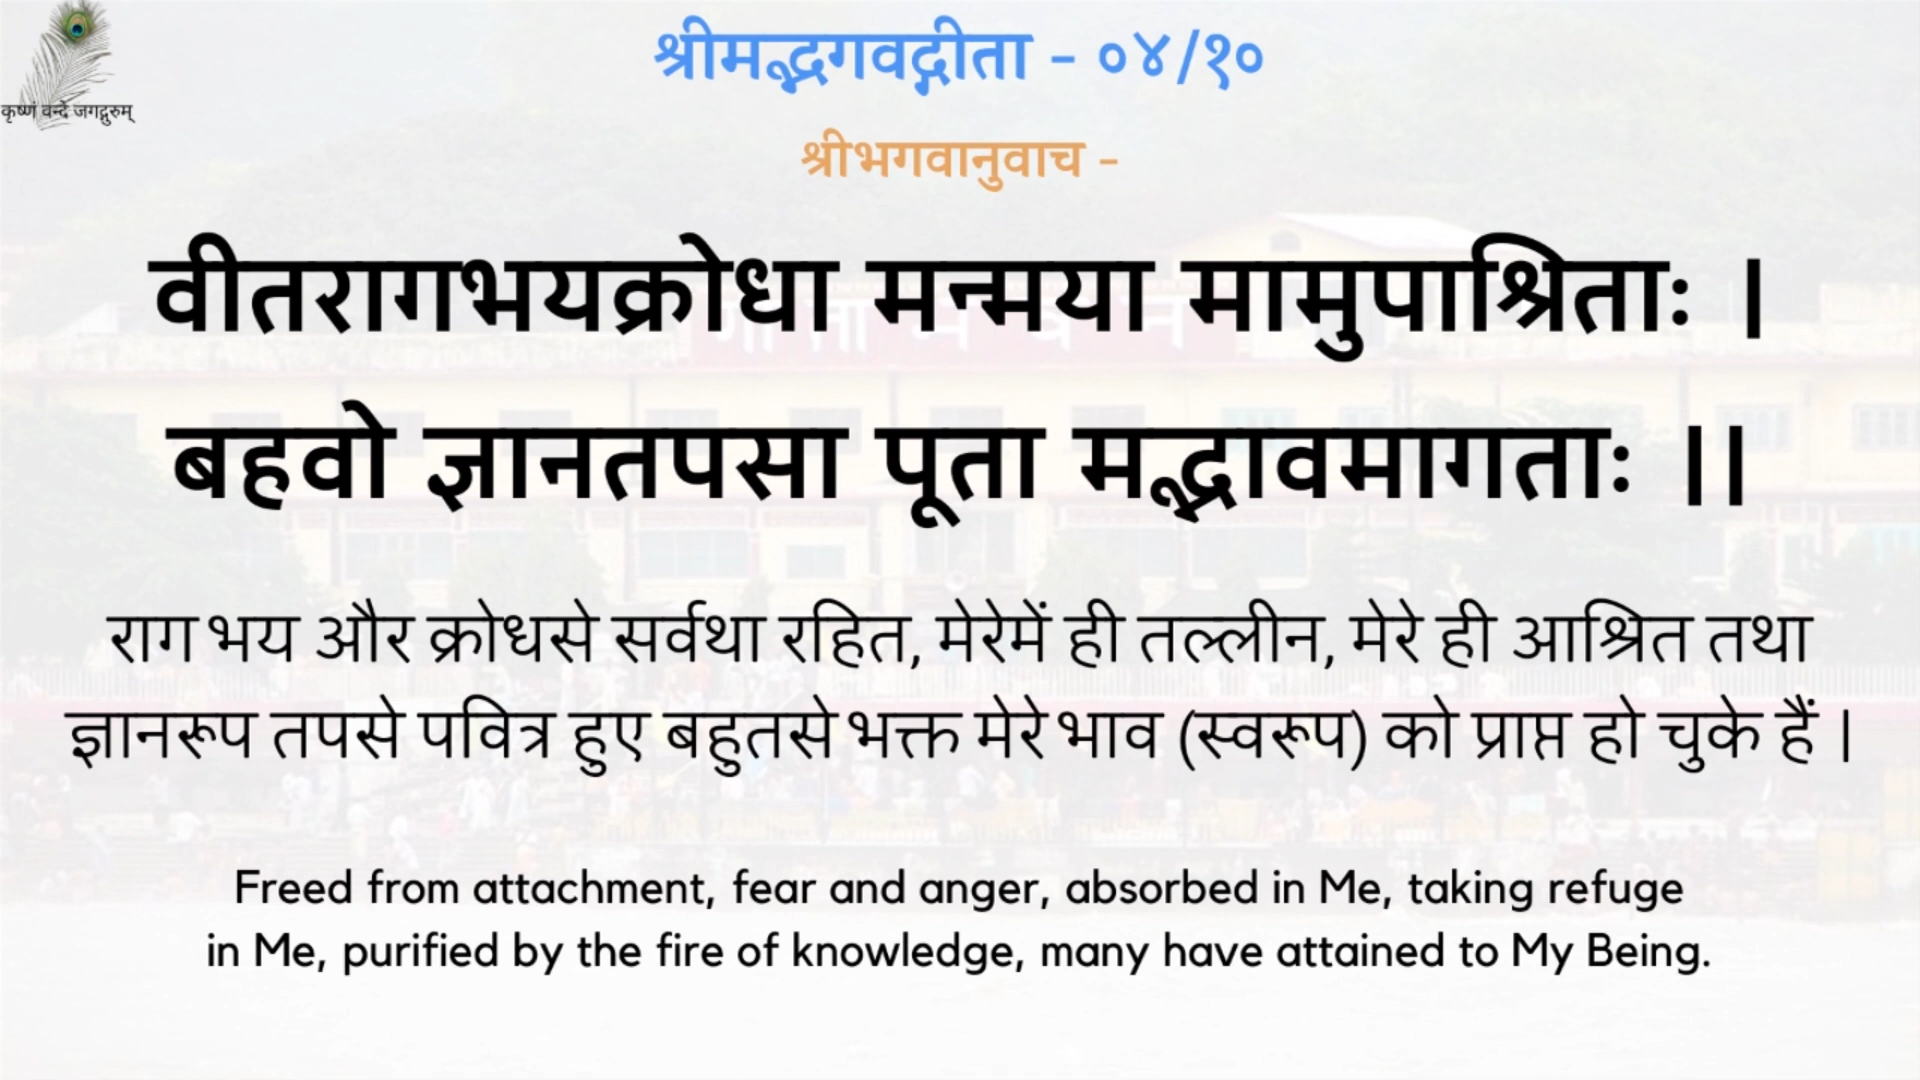 कृष्णं वन्दे जगद्गुरुम्
श्रीमद्भगवद्गीता - ०४/१०
श्रीभगवानुवाच -
वीतरागभयक्रोधा मन्मया मामुपाश्रिताः |
बहवो ज्ञानतपसा पूता मद्भावमागताः ||
राग भय और क्रोधसे सर्वथा रहित, मेरेमें ही तल्लीन, मेरे ही आश्रित तथा
ज्ञानरूप तपसे पवित्र हुए बहुतसे भक्त मेरे भाव (स्वरूप) को प्राप्त हो चुके हैं |
Freed from attachment, fear and anger, absorbed in Me, taking refuge
in Me, purified by the fire of knowledge, many have attained to My Being.